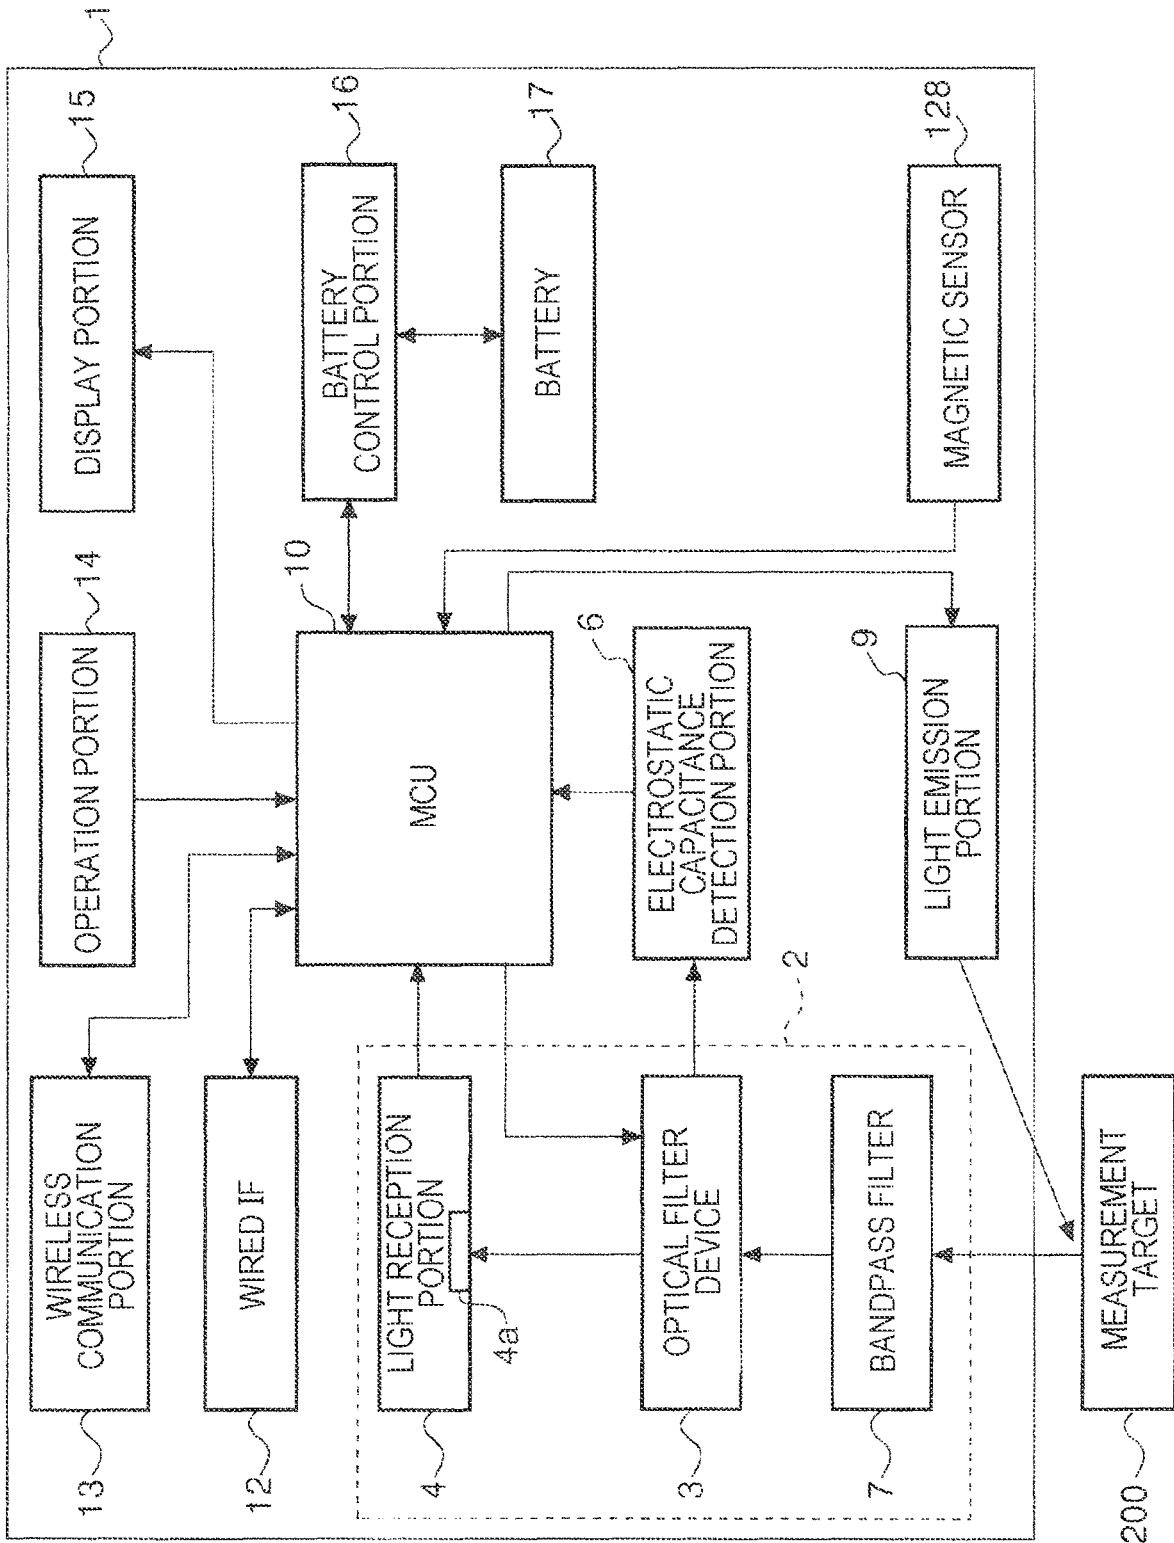 1
13
WIRELESS
COMMUNICATION
PORTION
14
OPERATION PORTION
15
DISPLAY PORTION
12
WIRED IF
10
MCU
16
BATTERY
CONTROL PORTION
17
BATTERY
2
4
LIGHT RECEPTION
PORTION
4a
3
OPTICAL FILTER
DEVICE
7
BANDPASS FILTER
6
ELECTROSTATIC
CAPACITANCE
DETECTION PORTION
9
LIGHT EMISSION
PORTION
128
MAGNETIC SENSOR
200
MEASUREMENT
TARGET